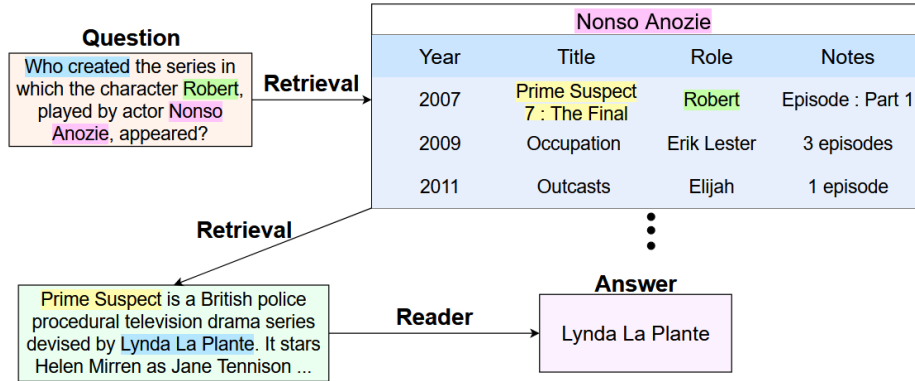 Question
Who created the series in
which the character Robert,
played by actor Nonso
Anozie, appeared?
Retrieval
Nonso Anozie
Year Title Role Notes
2007 Prime Suspect 7 : The Final Robert Episode : Part 1
2009 Occupation Erik Lester 3 episodes
2011 Outcasts Elijah 1 episode
Retrieval
Prime Suspect is a British police
procedural television drama series
devised by Lynda La Plante. It stars
Helen Mirren as Jane Tennison ...
Reader
Answer
Lynda La Plante